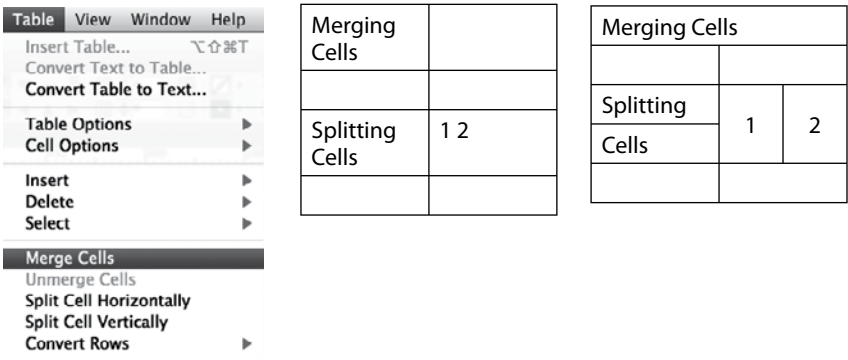 Table View Window Help
Insert Table... ⌥⇧⌘T
Convert Text to Table...
Convert Table to Text...
Table Options
Cell Options
Insert
Delete
Select
Merge Cells
Unmerge Cells
Split Cell Horizontally
Split Cell Vertically
Convert Rows
Merging
Cells
Splitting
Cells
1 2
Merging Cells
Splitting
Cells
1
2